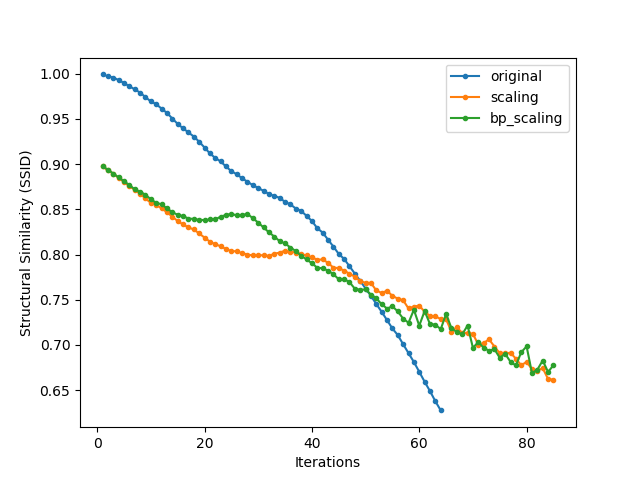 original
scaling
bp_scaling
1.00
0.95
0.90
0.85
0.80
0.75
0.70
0.65
Structural Similarity (SSID)
0
20
40
60
80
Iterations